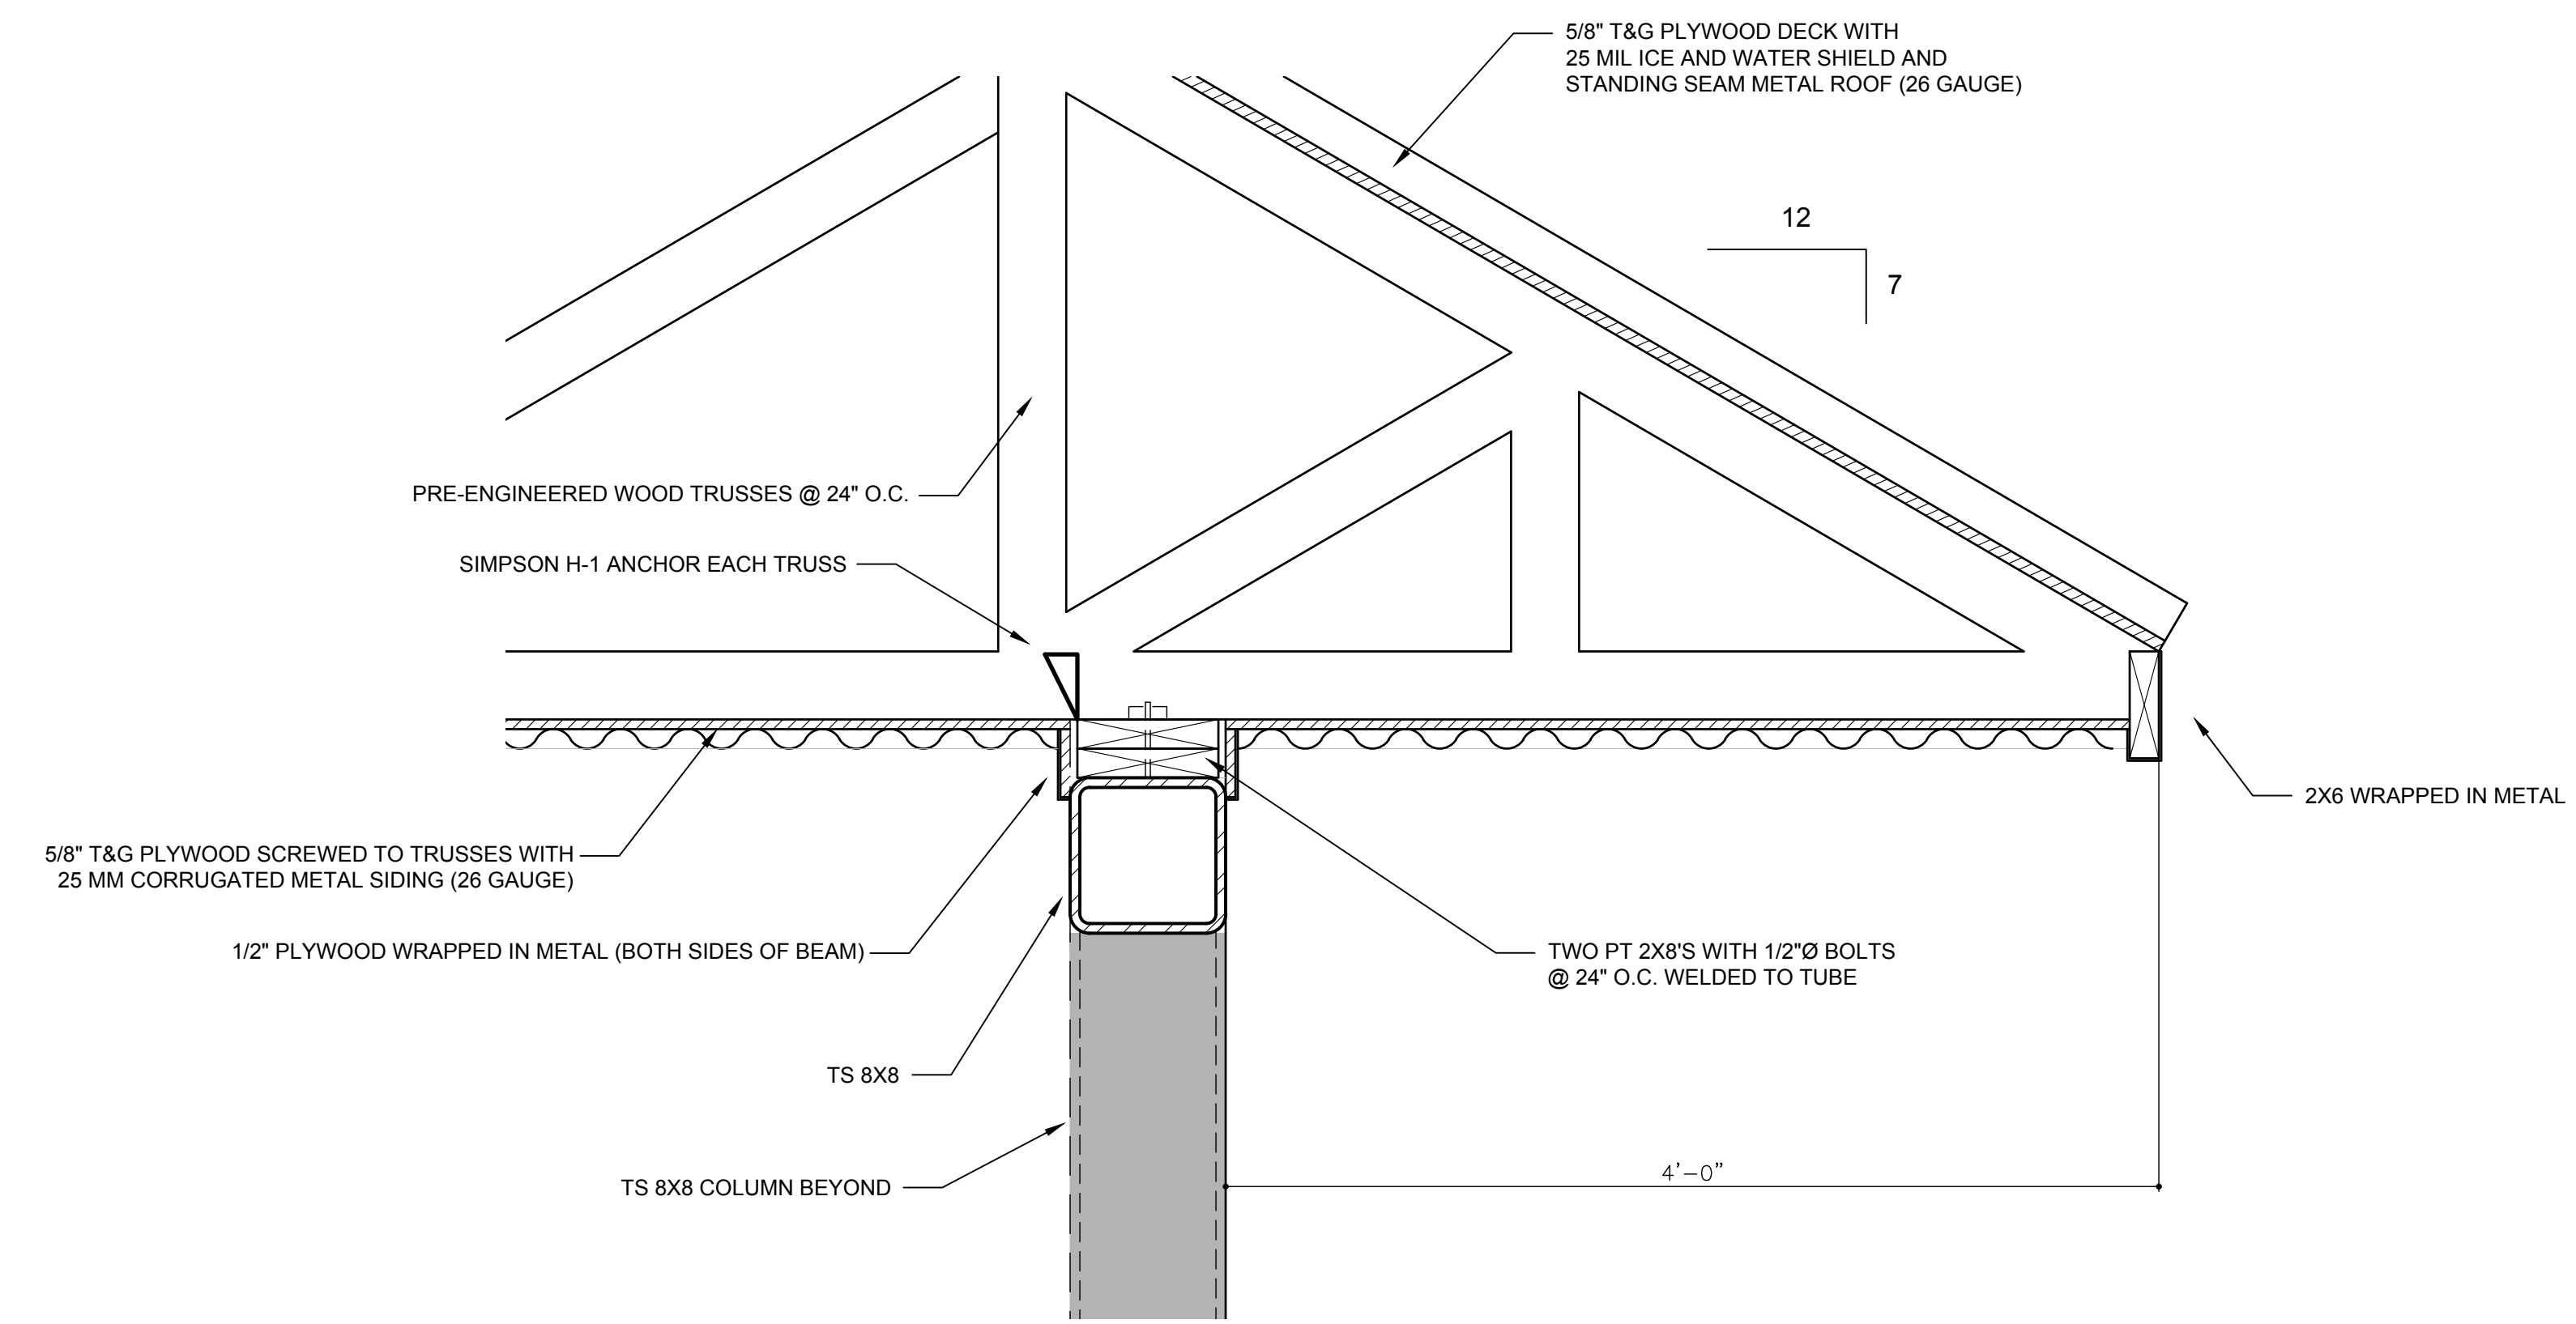 5/8" T&G PLYWOOD DECK WITH
25 MIL ICE AND WATER SHIELD AND
STANDING SEAM METAL ROOF (26 GAUGE)
12
7
PRE-ENGINEERED WOOD TRUSSES @ 24" O.C.
SIMPSON H-1 ANCHOR EACH TRUSS
2X6 WRAPPED IN METAL
5/8" T&G PLYWOOD SCREWED TO TRUSSES WITH
25 MM CORRUGATED METAL SIDING (26 GAUGE)
1/2" PLYWOOD WRAPPED IN METAL (BOTH SIDES OF BEAM)
TWO PT 2X8'S WITH 1/2"Ø BOLTS
@ 24" O.C. WELDED TO TUBE
TS 8X8
4'-0"
TS 8X8 COLUMN BEYOND